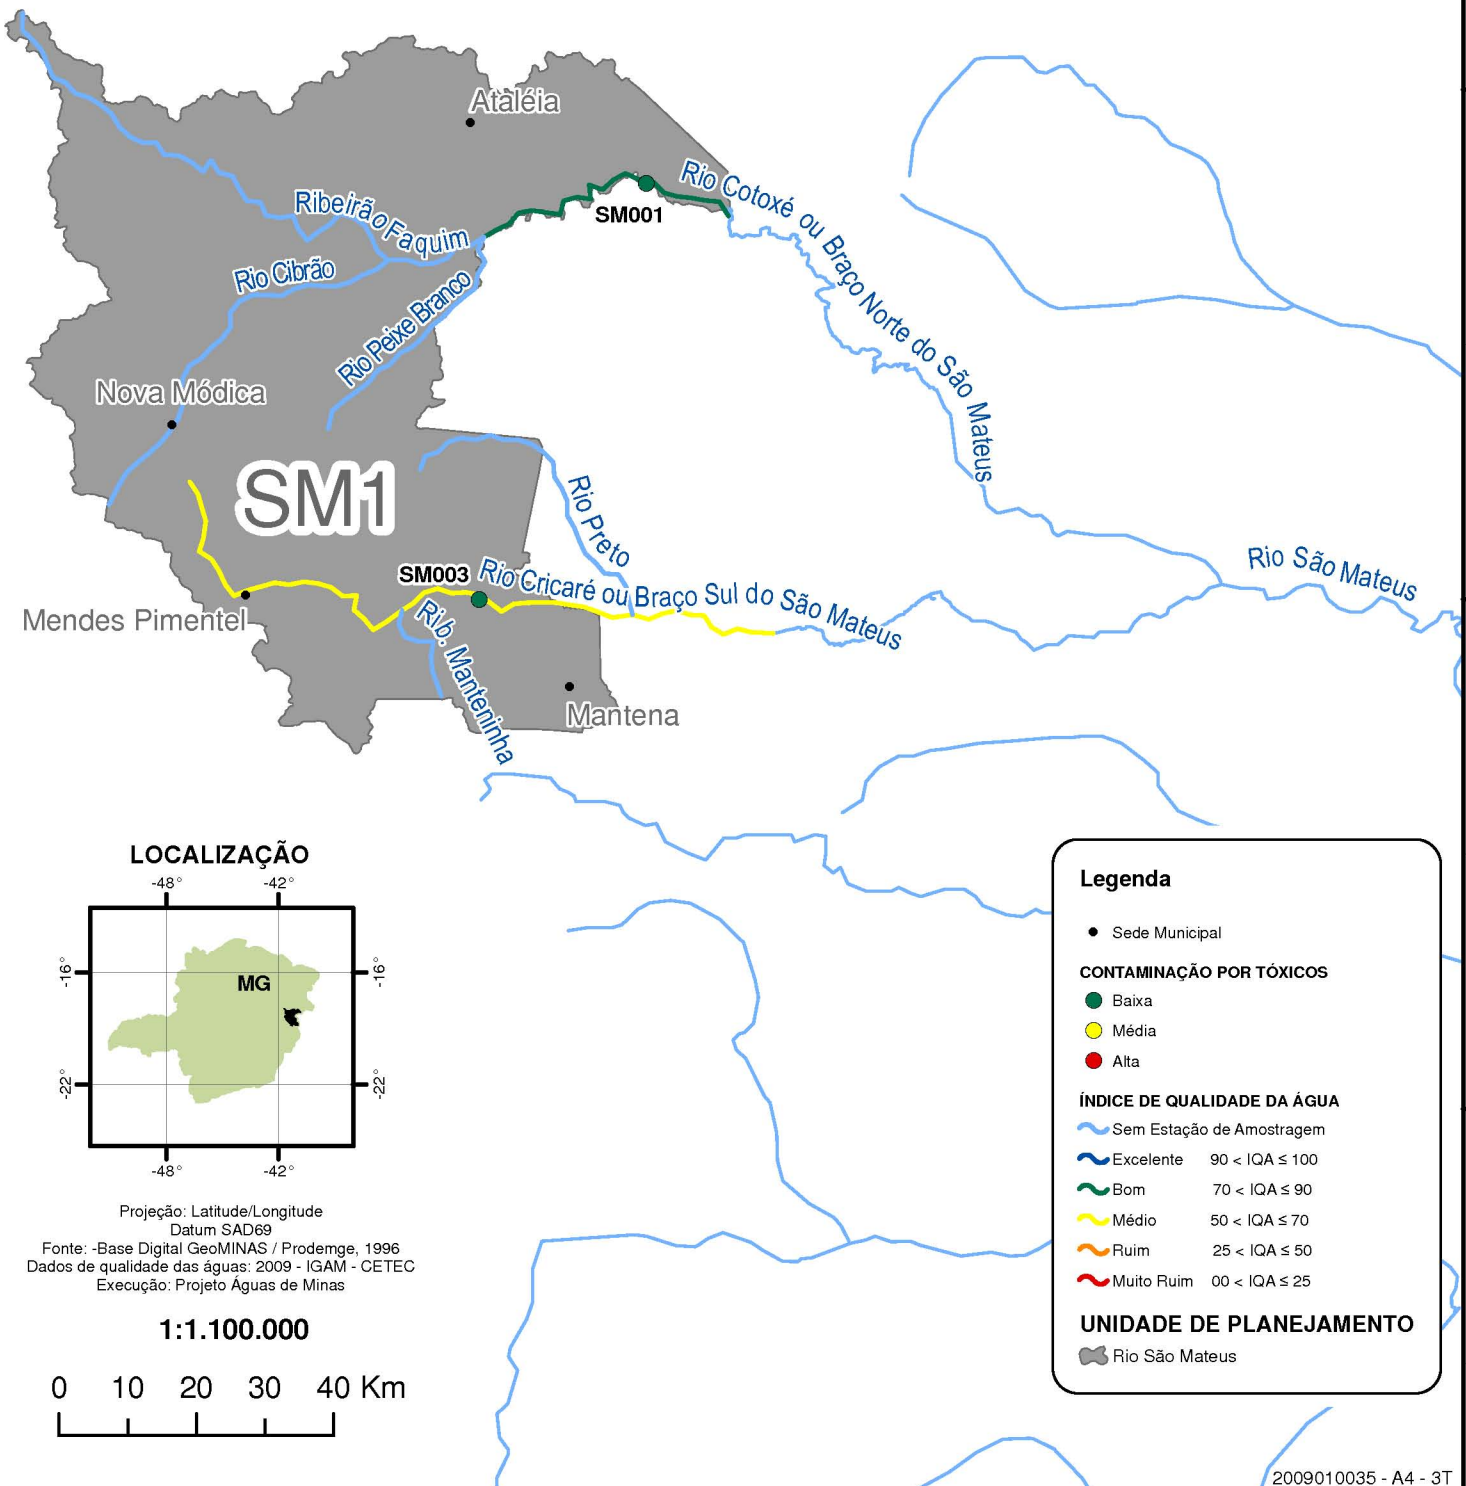 Ataléia
Rio Cotoxé ou Braço Norte do São Mateus
SM001
Ribeirão Faquim
Rio Cibrão
Rio Peixe Branco
Nova Módica
SM1
Rio Preto
SM003
Rio Cricaré ou Braço Sul do São Mateus
Rio São Mateus
Mendes Pimentel
Rib. Manteninha
Mantena
LOCALIZAÇÃO
-48°
-42°
-16°
-16°
MG
-22°
-22°
-48°
-42°
Projeção: Latitude/Longitude
Datum SAD69
Fonte: -Base Digital GeoMINAS / Prodemge, 1996
Dados de qualidade das águas: 2009 - IGAM - CETEC
Execução: Projeto Águas de Minas
1:1.100.000
0 10 20 30 40 Km
Legenda
Sede Municipal
CONTAMINAÇÃO POR TÓXICOS
Baixa
Média
Alta
ÍNDICE DE QUALIDADE DA ÁGUA
Sem Estação de Amostragem
Excelente 90 < IQA ≤ 100
Bom 70 < IQA ≤ 90
Médio 50 < IQA ≤ 70
Ruim 25 < IQA ≤ 50
Muito Ruim 00 < IQA ≤ 25
UNIDADE DE PLANEJAMENTO
Rio São Mateus
2009010035 - A4 - 3T